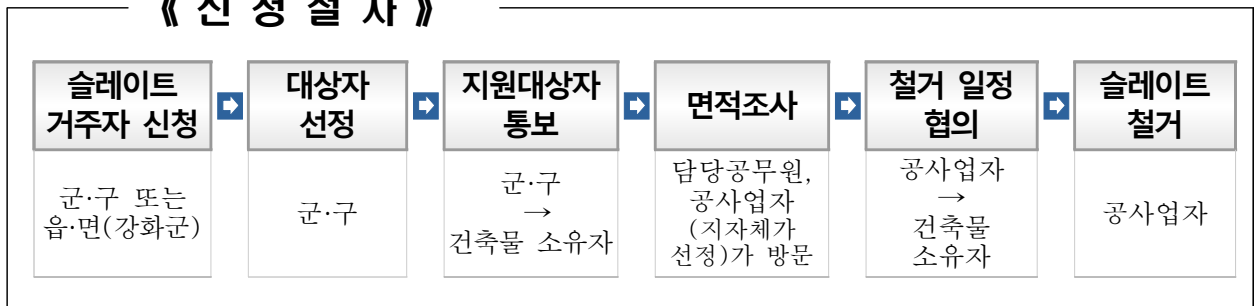 《 신 청 절 차 》
슬레이트
거주자 신청
대상자
선정
지원대상자
통보
면적조사
철거 일정
협의
슬레이트
철거
군·구 또는
읍·면(강화군)
군·구
군·구
→
건축물 소유자
담당공무원,
공사업자
(지자체가
선정)가 방문
공사업자
→
건축물
소유자
공사업자